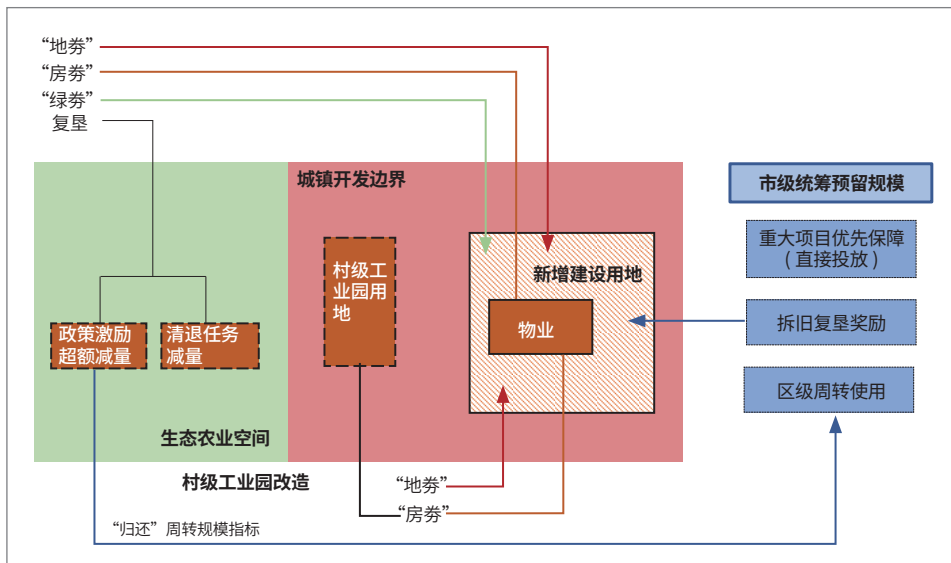 “地券”
“房券”
“绿券”
复垦
城镇开发边界
市级统筹预留规模
重大项目优先保障
(直接投放)
村级工
业园用
地
新增建设用地
物业
拆旧复垦奖励
政策激励
超额减量
清退任务
减量
区级周转使用
生态农业空间
村级工业园改造
“地券”
“房券”
“归还”周转规模指标